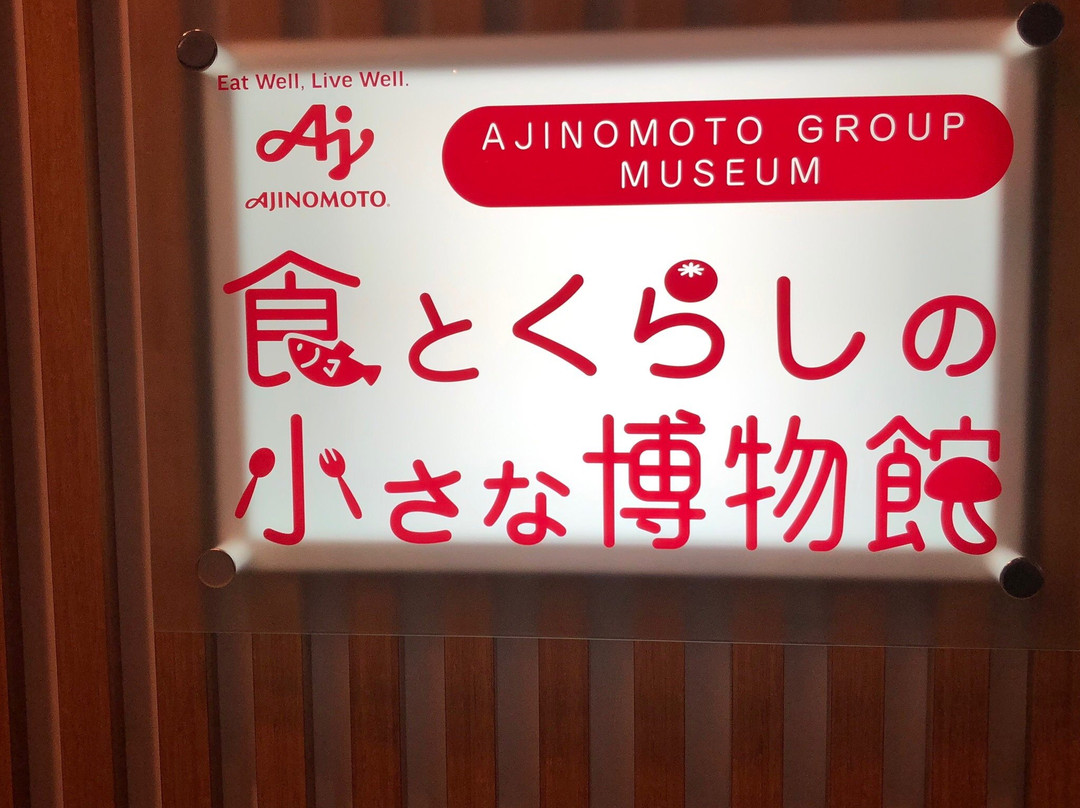 Eat Well, Live Well.
Aj
AJINOMOTO®
AJINOMOTO GROUP
MUSEUM
食とくらしの
小さな博物館